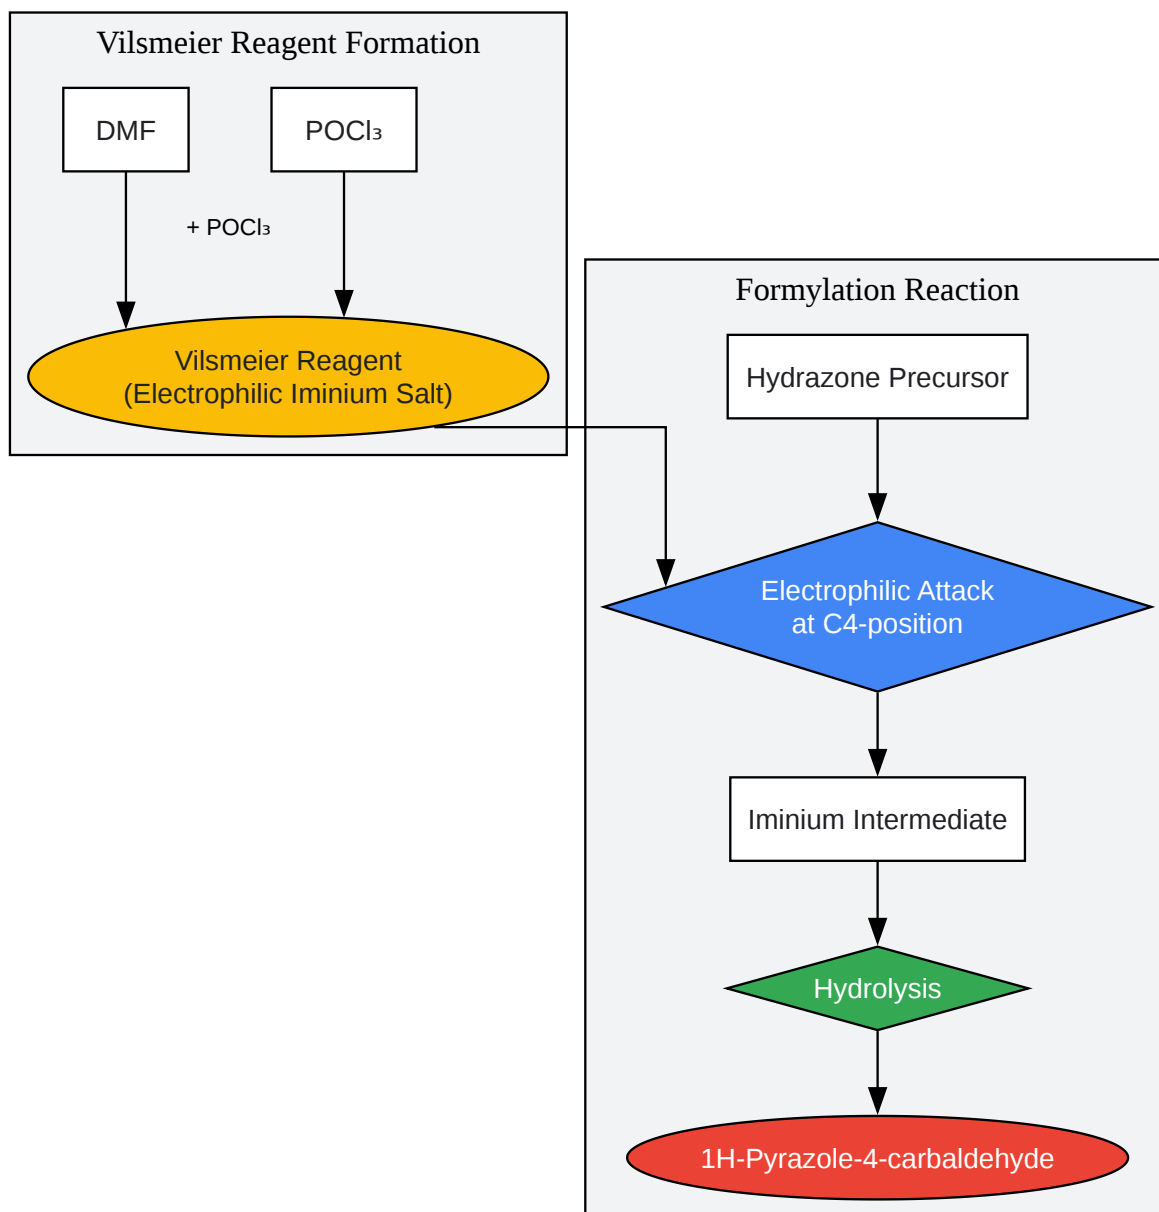 Vilsmeier Reagent Formation
DMF
POCl₃
+ POCl₃
Vilsmeier Reagent
(Electrophilic Iminium Salt)
Formylation Reaction
Hydrazone Precursor
Electrophilic Attack
at C4-position
Iminium Intermediate
Hydrolysis
1H-Pyrazole-4-carbaldehyde